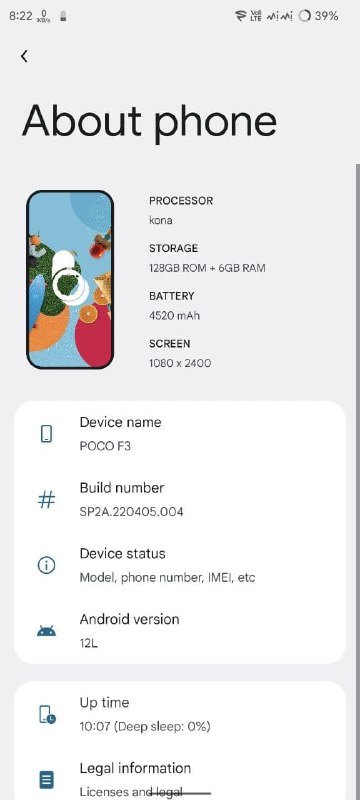 8:22 0 KB/s Vo) LTE 39%
About phone
PROCESSOR
kona
STORAGE
128GB ROM + 6GB RAM
BATTERY
4520 mAh
SCREEN
1080 x 2400
Device name
POCO F3
Build number
SP2A.220405.004
Device status
Model, phone number, IMEI, etc
Android version
12L
Up time
10:07 (Deep sleep: 0%)
Legal information
Licenses and legal